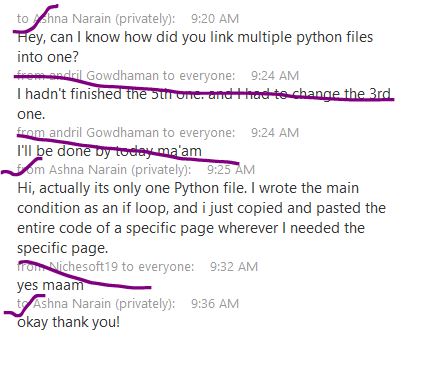 to Ashna Narain (privately): 9:20 AM
Hey, can I know how did you link multiple python files
into one?
from andril Gowdhaman to everyone: 9:24 AM
I hadn't finished the 5th one. and I had to change the 3rd
one.
from andril Gowdhaman to everyone: 9:24 AM
I'll be done by today ma'am
from Ashna Narain (privately): 9:25 AM
Hi, actually its only one Python file. I wrote the main
condition as an if loop, and i just copied and pasted the
entire code of a specific page wherever I needed the
specific page.
from Nichesoft19 to everyone: 9:32 AM
yes maam
to Ashna Narain (privately): 9:36 AM
okay thank you!